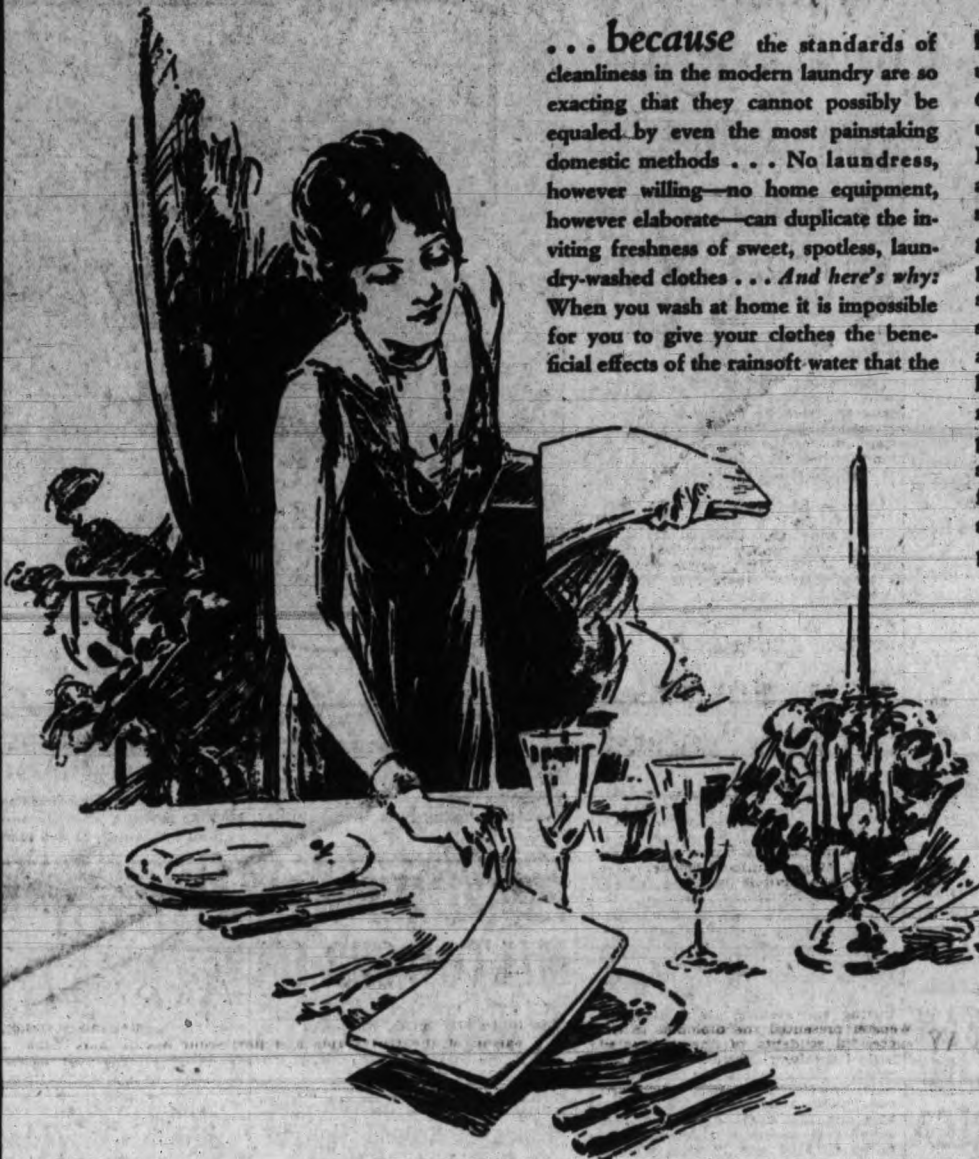 ... because the standards of
cleanliness in the modern laundry are so
exacting that they cannot possibly be
equaled by even the most painstaking
domestic methods ... No laundress,
however willing—no home equipment,
however elaborate—can duplicate the in-
viting freshness of sweet, spotless, laun-
dry-washed clothes ... And here's why:
When you wash at home it is impossible
for you to give your clothes the bene-
ficial effects of the rainsoft water that the